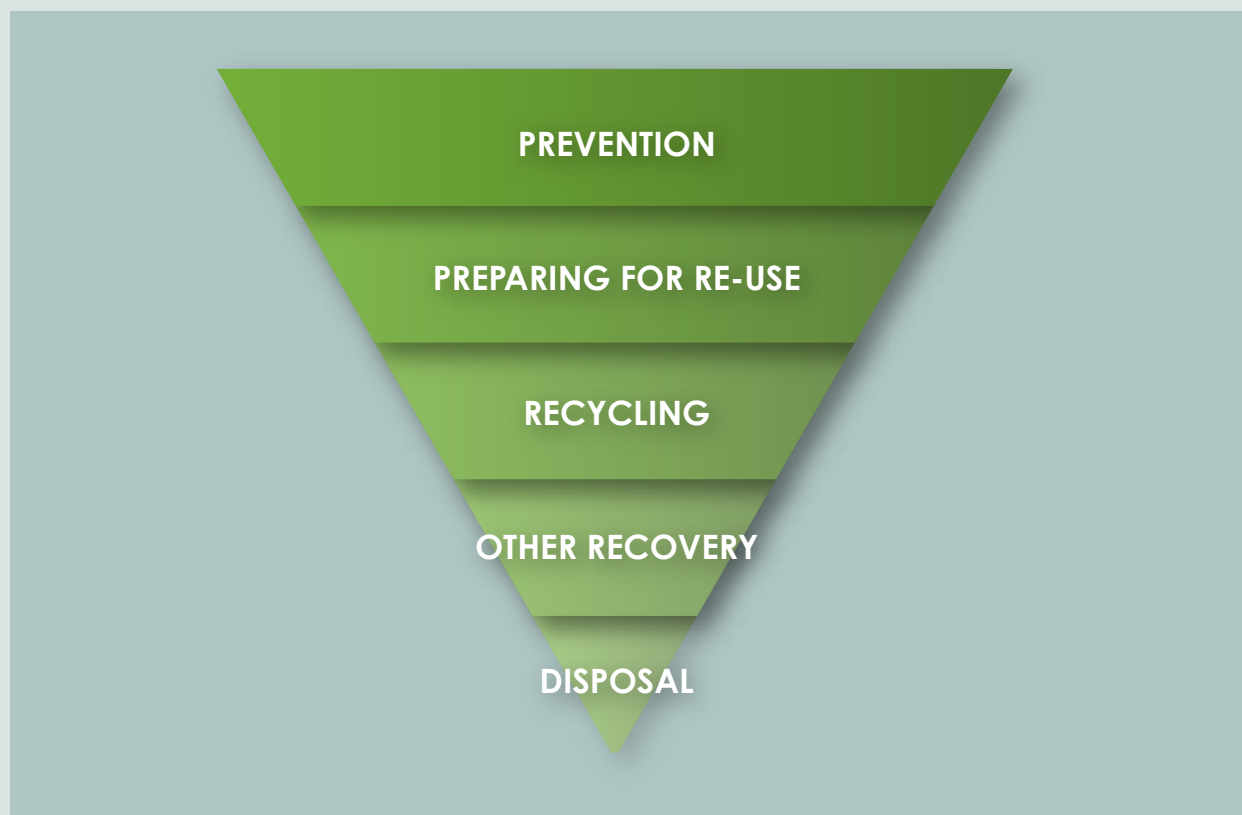 PREVENTION
PREPARING FOR RE-USE
RECYCLING
OTHER RECOVERY
DISPOSAL